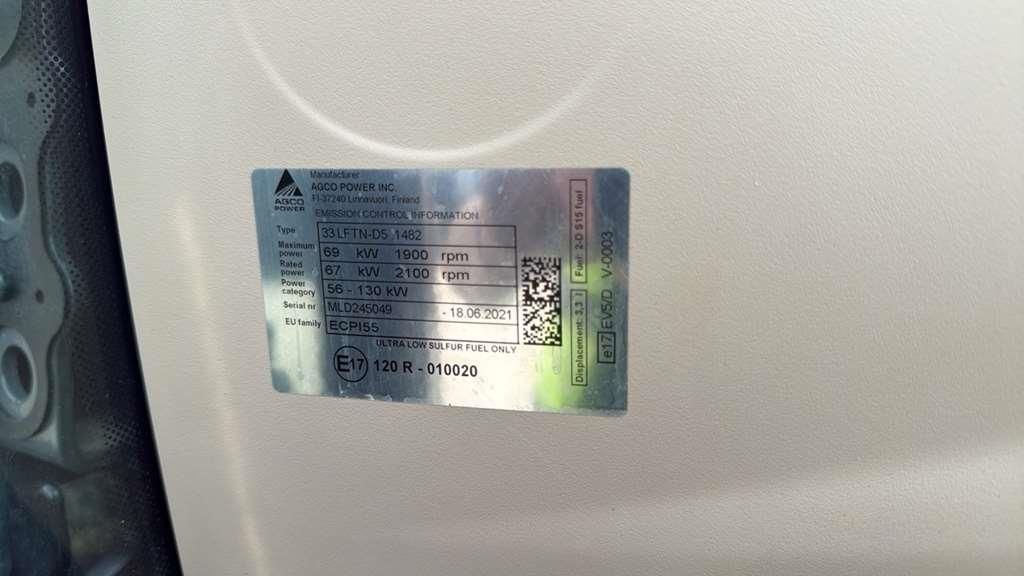 Manufacturer
AGCO POWER INC.
FI-37240 Linnavuori, Finland
AGCO
POWER
EMISSION CONTROL INFORMATION
Type 33 LFTN-D5 1482
Maximum power 69 kW 1900 rpm
Rated power 67 kW 2100 rpm
Power category 56 - 130 kW
Serial nr MLD245049 - 18.06.2021
EU family ECPI55
ULTRA LOW SULFUR FUEL ONLY
E17 120 R - 010020
Displacement: 3,3 l Fuel: 2-D S15 fuel
e17 EV5/D V-0003